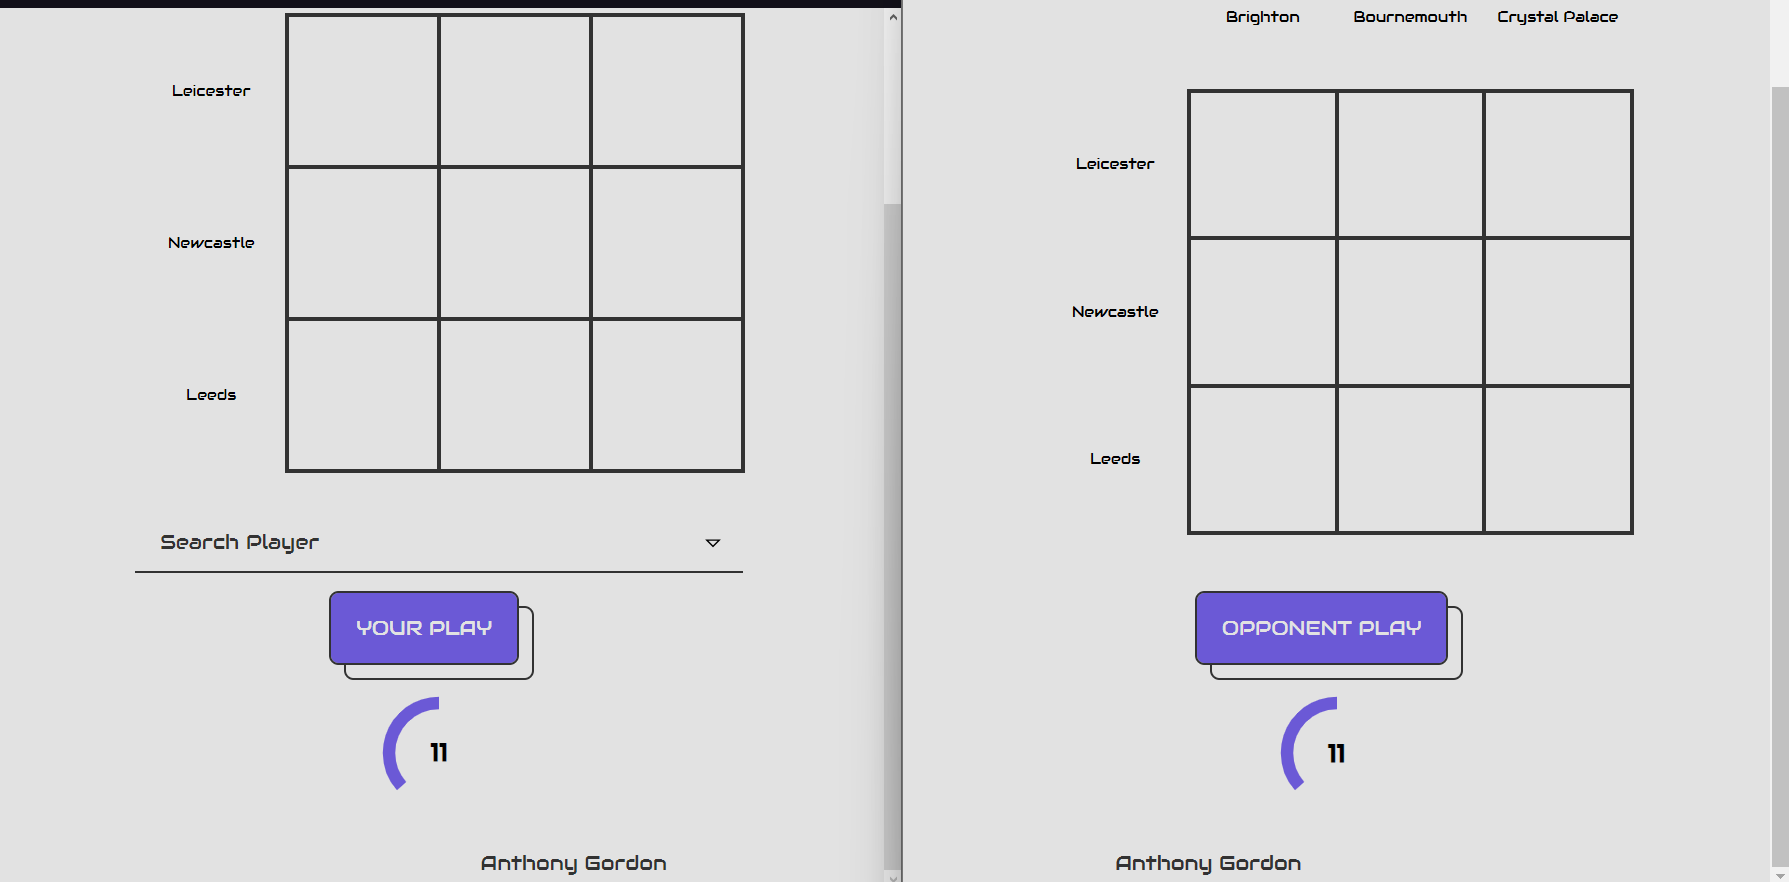 Leicester
Newcastle
Leeds
Search Player
YOUR PLAY
11
Anthony Gordon
Brighton Bournemouth Crystal Palace
Leicester
Newcastle
Leeds
OPPONENT PLAY
11
Anthony Gordon